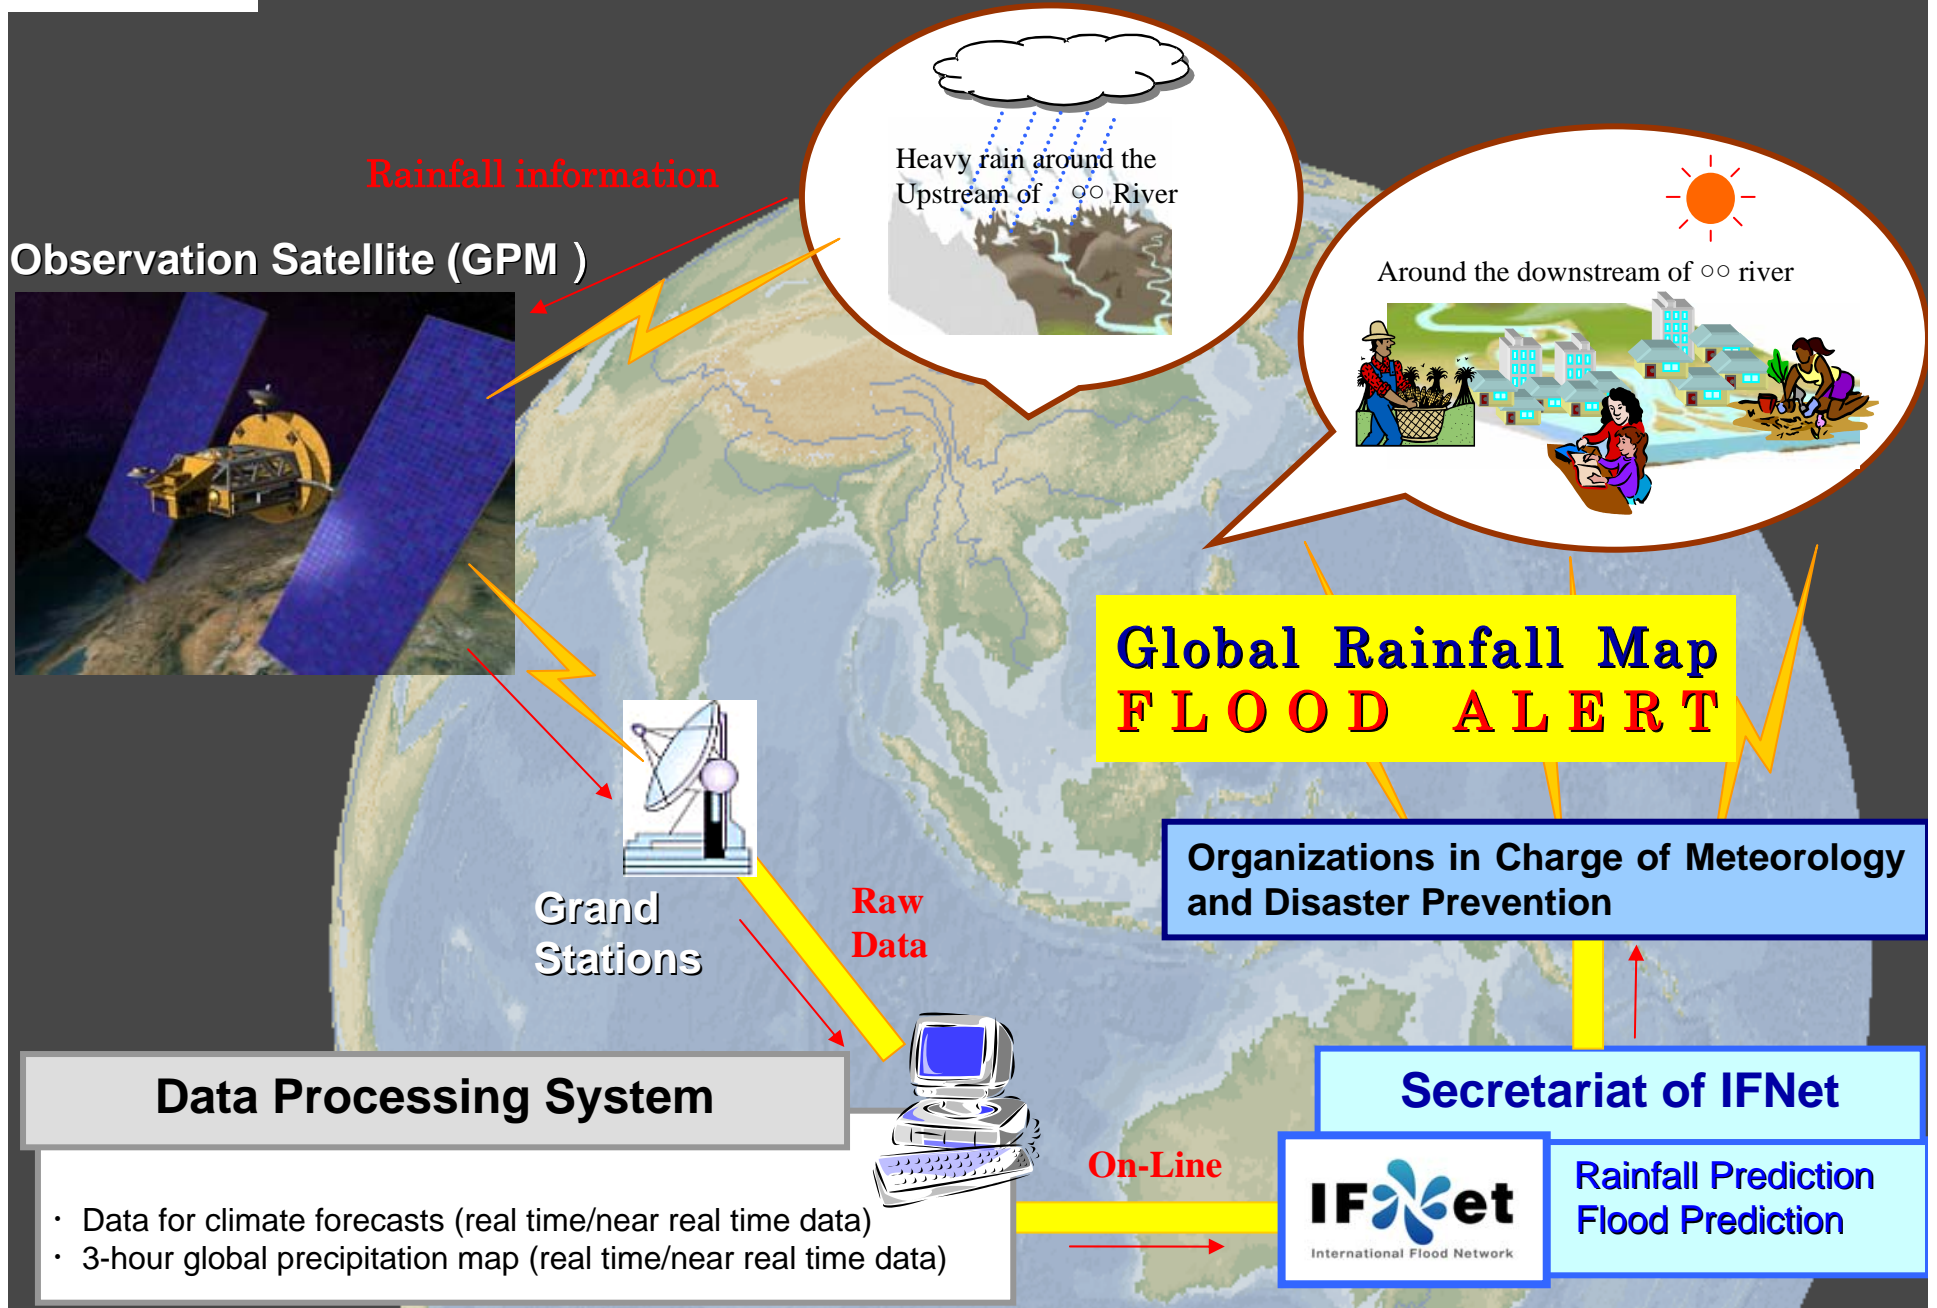 Heavy rain around the
Upstream of ○○ River
Rainfall information
Observation Satellite (GPM )
Around the downstream of ○○ river
Global Rainfall Map
FLOOD ALERT
Organizations in Charge of Meteorology
and Disaster Prevention
Grand
Stations
Raw
Data
Data Processing System
・ Data for climate forecasts (real time/near real time data)
・ 3-hour global precipitation map (real time/near real time data)
On-Line
Secretariat of IFNet
IFNet
International Flood Network
Rainfall Prediction
Flood Prediction